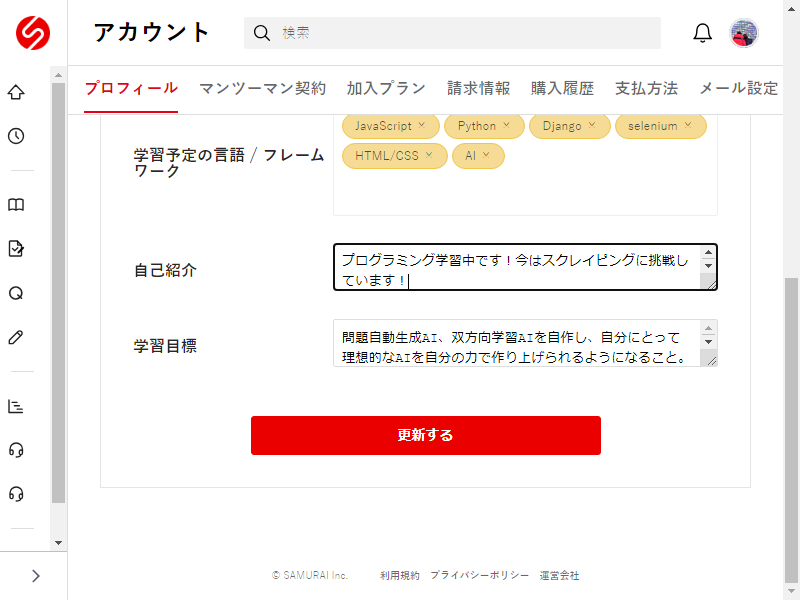 アカウント
検索
プロフィール マンツーマン契約 加入プラン 請求情報 購入履歴 支払方法 メール設定
JavaScript Python Django selenium
学習予定の言語 / フレームワーク
HTML/CSS AI
自己紹介
プログラミング学習中です！今はスクレイピングに挑戦し
ています！
学習目標
問題自動生成AI、双方向学習AIを自作し、自分にとって
理想的なAIを自分の力で作り上げられるようになること。
更新する
© SAMURAI Inc. 利用規約 プライバシーポリシー 運営会社